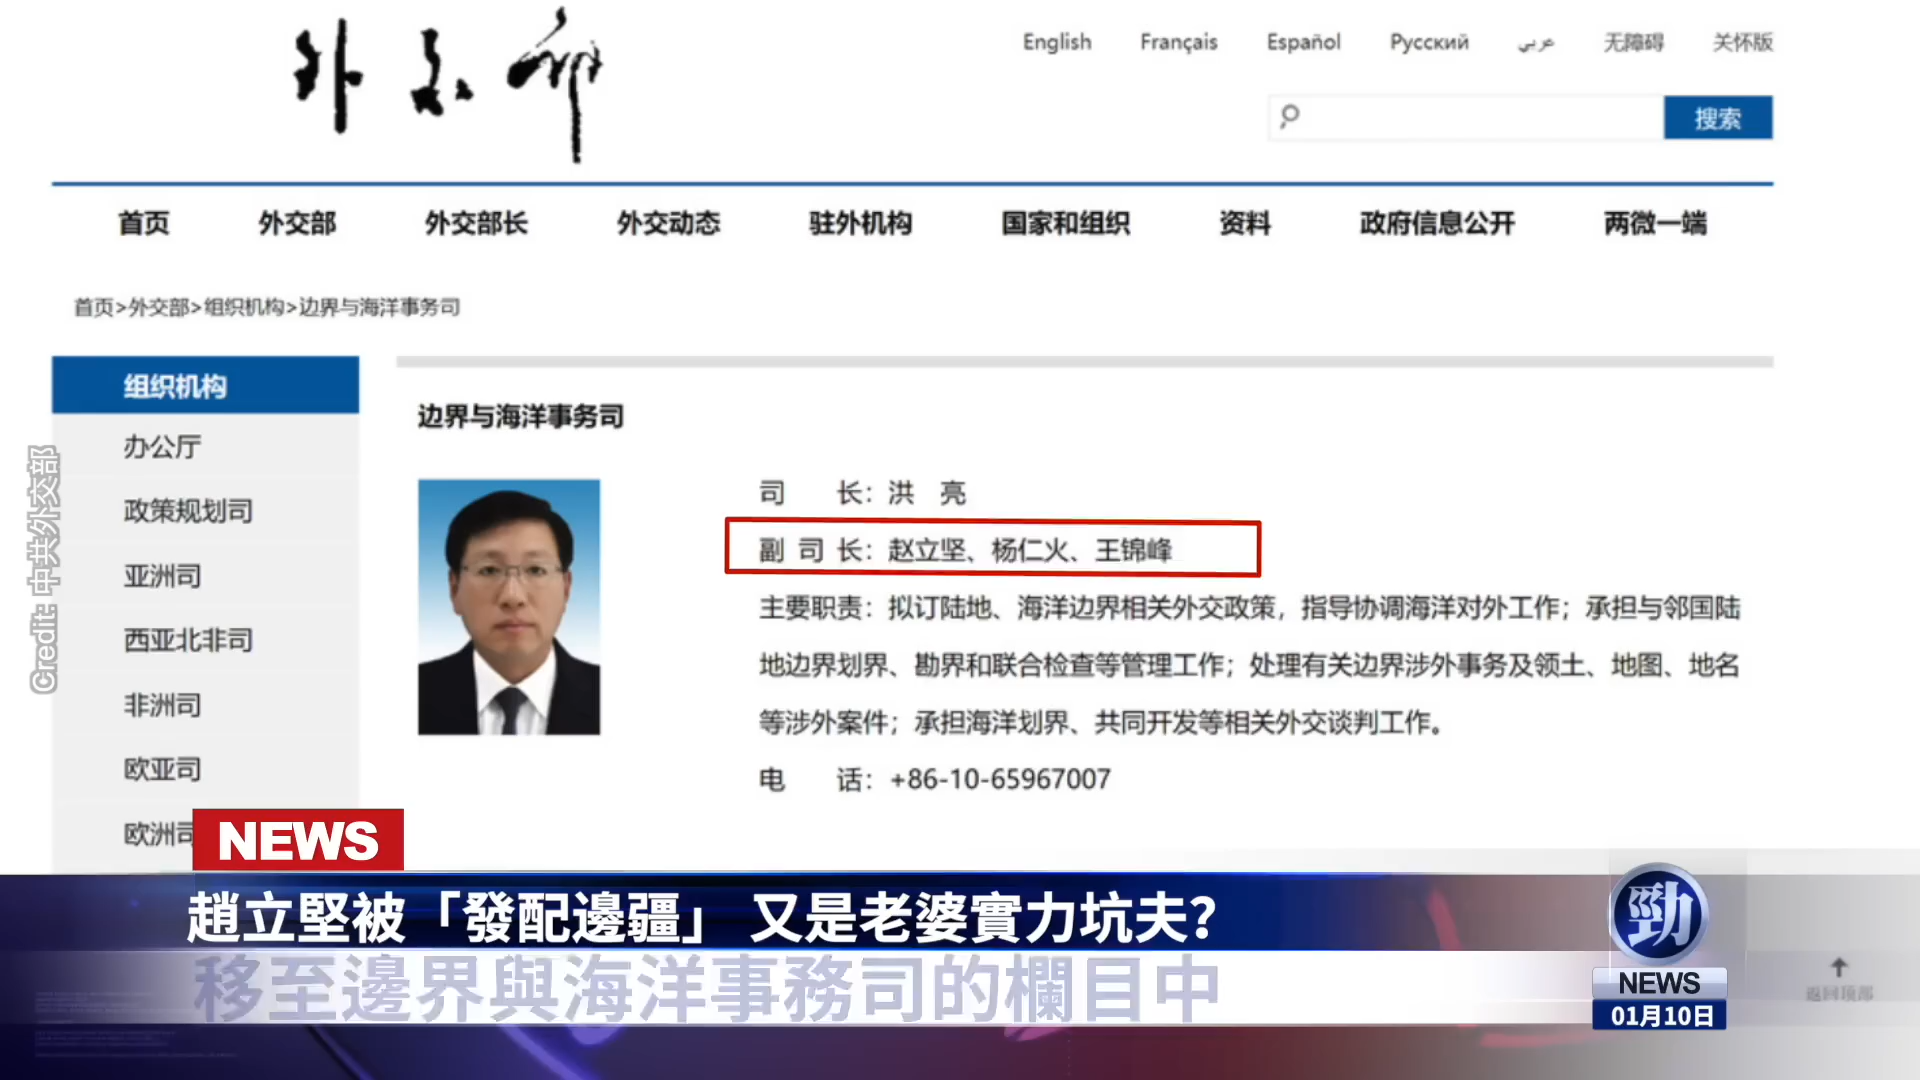 外交部
English Français Español Русский عربي 无障碍 关怀版
搜索
首页 外交部 外交部长 外交动态 驻外机构 国家和组织 资料 政府信息公开 两微一端
首页>外交部>组织机构>边界与海洋事务司
组织机构
办公厅
政策规划司
亚洲司
西亚北非司
非洲司
欧亚司
欧洲司
边界与海洋事务司
司 长：洪 亮
副 司 长：赵立坚、杨仁火、王锦峰
主要职责：拟订陆地、海洋边界相关外交政策，指导协调海洋对外工作；承担与邻国陆
地边界划界、勘界和联合检查等管理工作；处理有关边界涉外事务及领土、地图、地名
等涉外案件；承担海洋划界、共同开发等相关外交谈判工作。
电 话：+86-10-65967007
Credit: 中共外交部
NEWS
趙立堅被「發配邊疆」 又是老婆實力坑夫?
移至邊界與海洋事務司的欄目中
勁
NEWS
01月10日
返回顶部